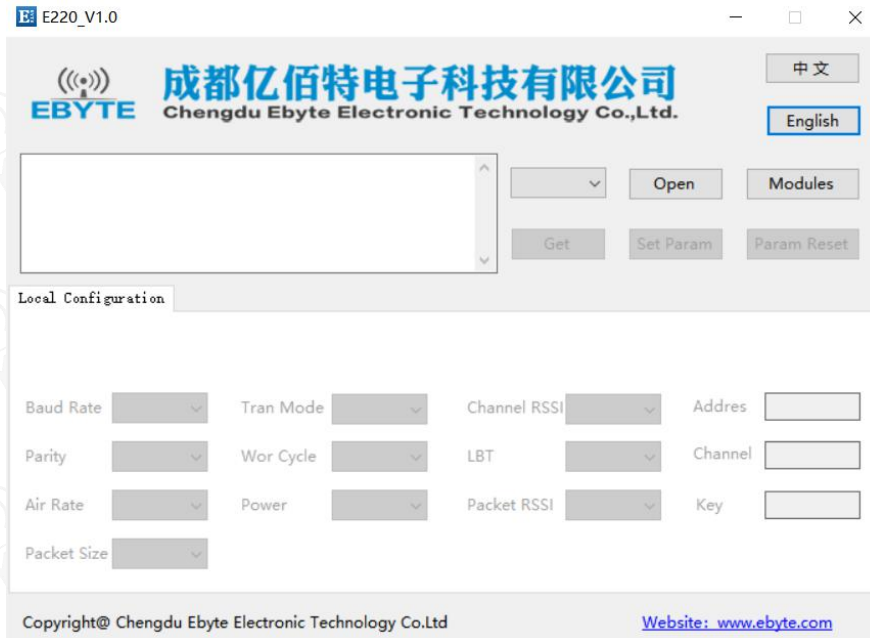 E220_V1.0
EBYTE
成都亿佰特电子科技有限公司
Chengdu Ebyte Electronic Technology Co.,Ltd.
中文
English
Open
Modules
Get
Set Param
Param Reset
Local Configuration
Baud Rate
Tran Mode
Channel RSSI
Addres
Parity
Wor Cycle
LBT
Channel
Air Rate
Power
Packet RSSI
Key
Packet Size
Copyright@ Chengdu Ebyte Electronic Technology Co.Ltd
Website: www.ebyte.com